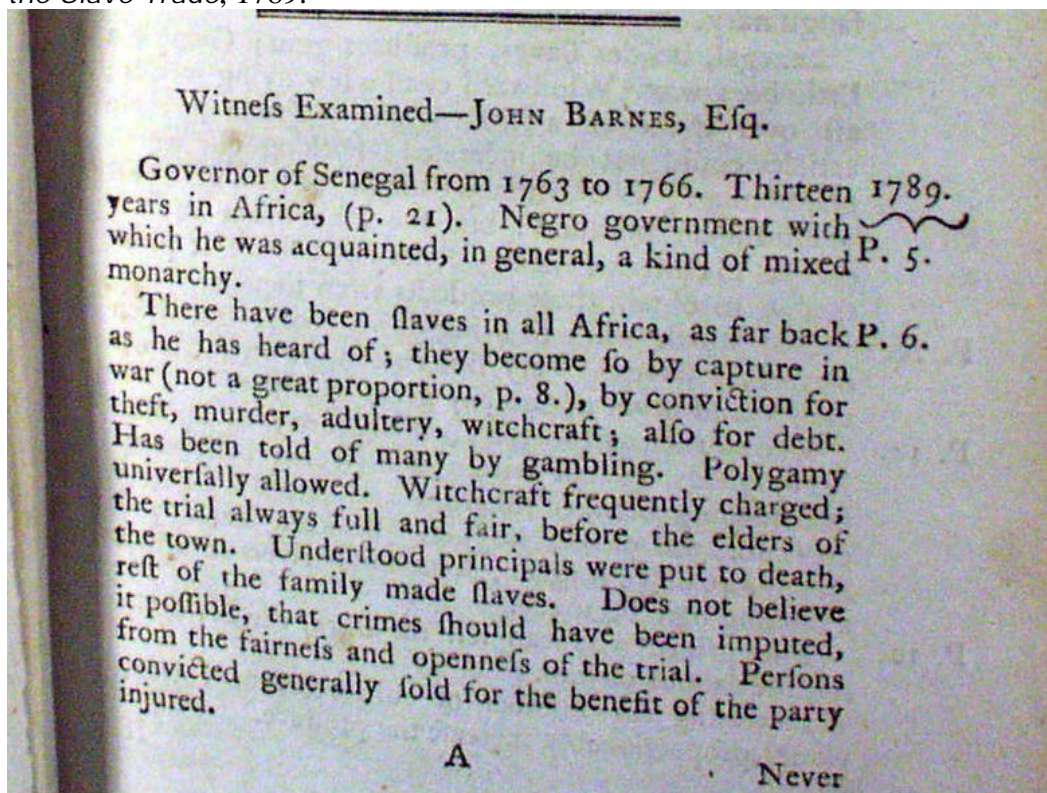 the Slave Trade, 1789.
Witneſs Examined—JOHN BARNES, Eſq.
Governor of Senegal from 1763 to 1766. Thirteen 1789.
years in Africa, (p. 21). Negro government with
which he was acquainted, in general, a kind of mixed P. 5.
monarchy.
There have been ſlaves in all Africa, as far back P. 6.
as he has heard of; they become ſo by capture in
war (not a great proportion, p. 8.), by conviction for
theft, murder, adultery, witchcraft; alſo for debt.
Has been told of many by gambling. Polygamy
univerſally allowed. Witchcraft frequently charged;
the trial always full and fair, before the elders of
the town. Underſtood principals were put to death,
reſt of the family made ſlaves. Does not believe
it poſſible, that crimes ſhould have been imputed,
from the fairneſs and openneſs of the trial. Perſons
convicted generally ſold for the benefit of the party
injured.
A
Never